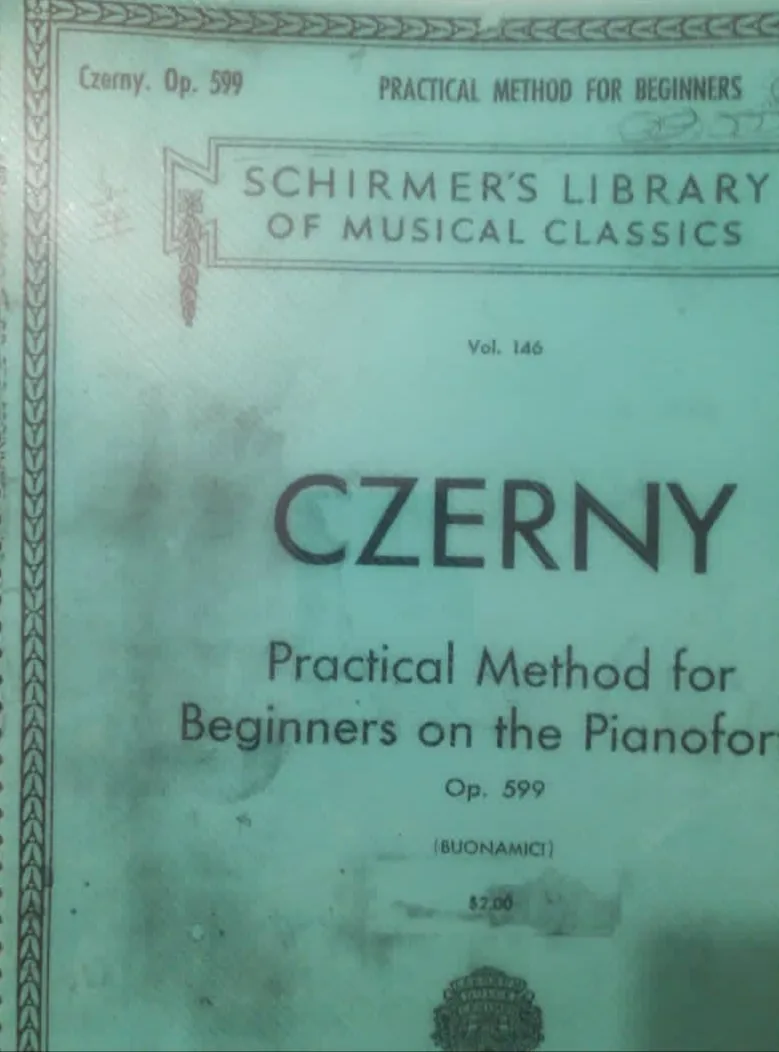 Czerny. Op. 599
PRACTICAL METHOD FOR BEGINNERS
SCHIRMER'S LIBRARY
OF MUSICAL CLASSICS
Vol. 146
CZERNY
Practical Method for
Beginners on the Pianofor
Op. 599
(BUONAMICI)
$2.00